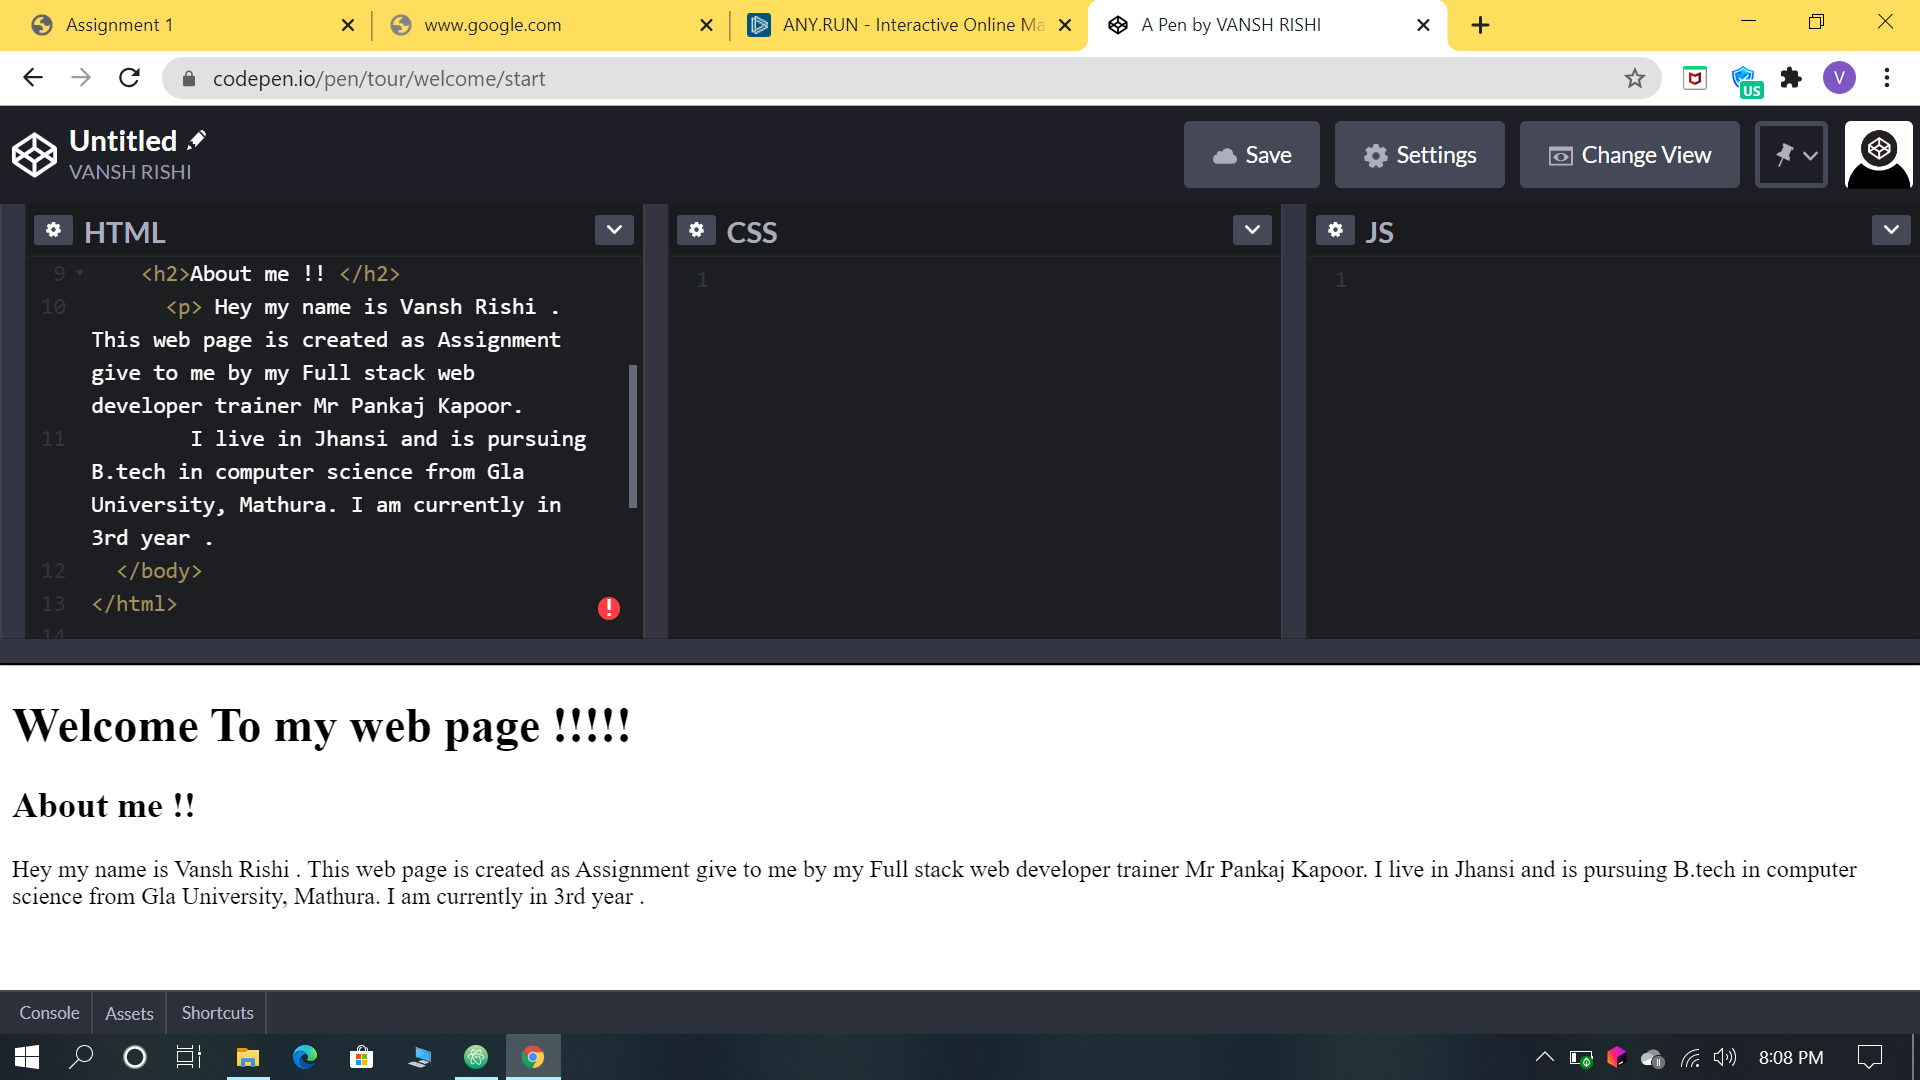 Assignment 1
www.google.com
ANY.RUN - Interactive Online Ma
A Pen by VANSH RISHI
codepen.io/pen/tour/welcome/start
US
V
Untitled
VANSH RISHI
Save
Settings
Change View
HTML
CSS
JS
9 <h2>About me !! </h2>
10 <p> Hey my name is Vansh Rishi .
This web page is created as Assignment
give to me by my Full stack web
developer trainer Mr Pankaj Kapoor.
11 I live in Jhansi and is pursuing
B.tech in computer science from Gla
University, Mathura. I am currently in
3rd year .
12 </body>
13 </html>
14
1
1
Welcome To my web page !!!!!
About me !!
Hey my name is Vansh Rishi . This web page is created as Assignment give to me by my Full stack web developer trainer Mr Pankaj Kapoor. I live in Jhansi and is pursuing B.tech in computer
science from Gla University, Mathura. I am currently in 3rd year .
Console
Assets
Shortcuts
8:08 PM